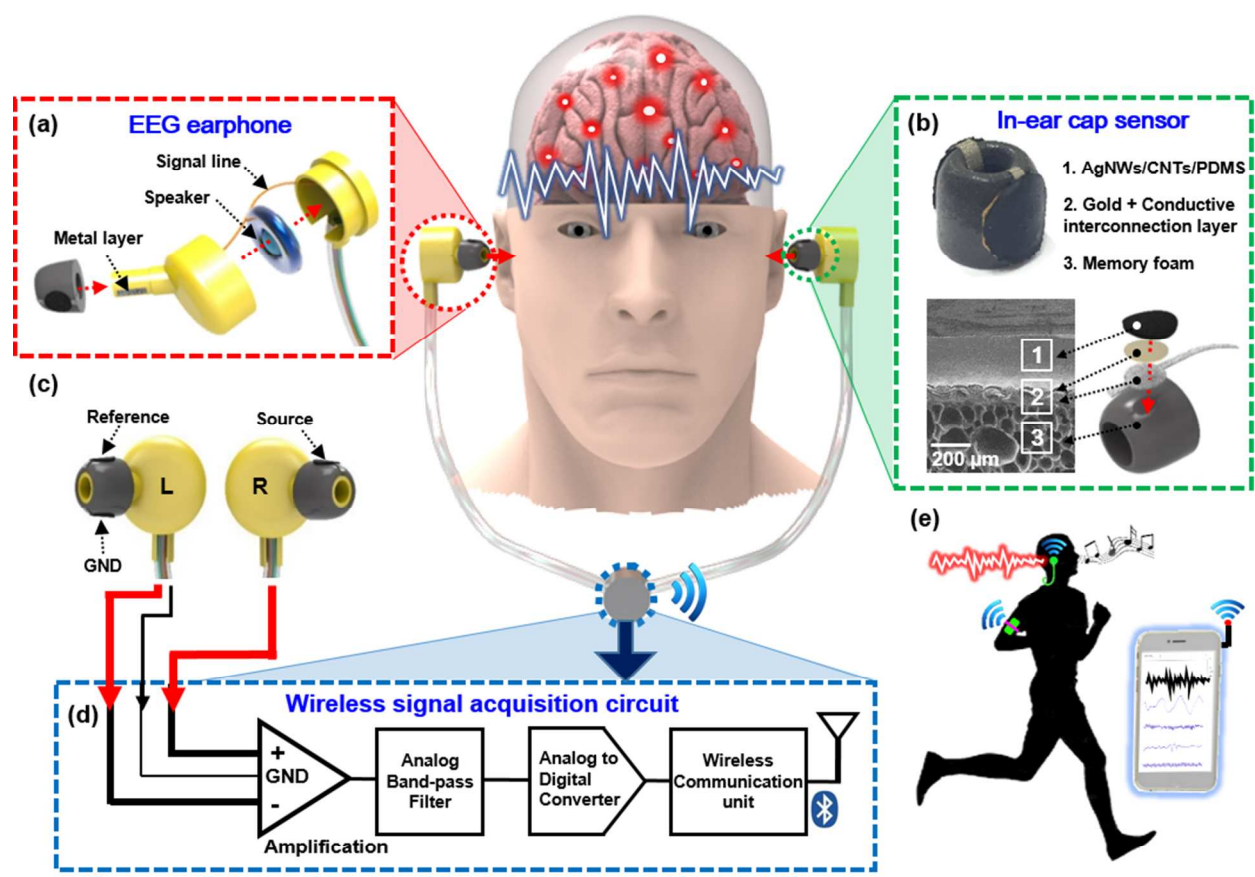 (a)
EEG earphone
Signal line
Speaker
Metal layer
(b)
In-ear cap sensor
1. AgNWs/CNTs/PDMS
2. Gold + Conductive
interconnection layer
3. Memory foam
1
2
3
200 µm
(c)
Reference
Source
L
R
GND
(d)
Wireless signal acquisition circuit
+
GND
-
Amplification
Analog
Band-pass
Filter
Analog to
Digital
Converter
Wireless
Communication
unit
(e)